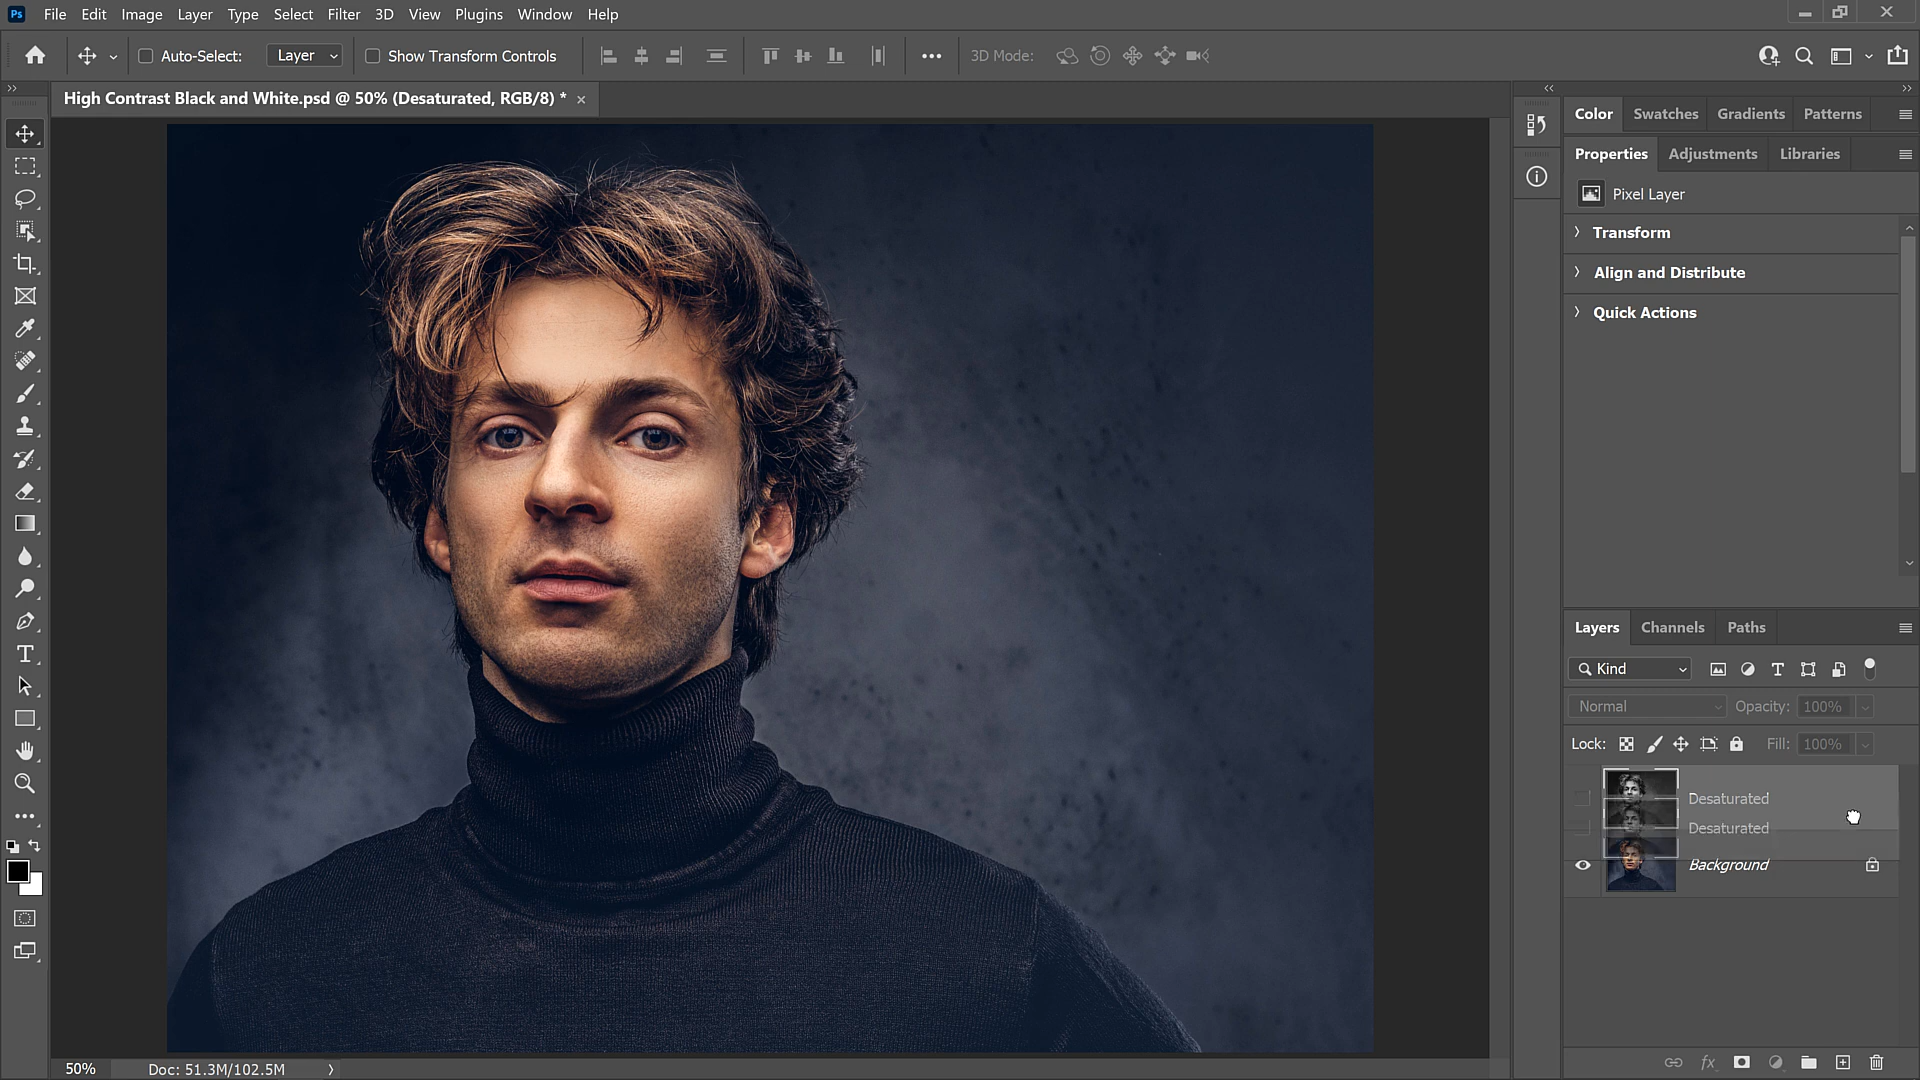 Ps File Edit Image Layer Type Select Filter 3D View Plugins Window Help
Auto-Select: Layer Show Transform Controls 3D Mode:
High Contrast Black and White.psd @ 50% (Desaturated, RGB/8) *
Color Swatches Gradients Patterns
Properties Adjustments Libraries
Pixel Layer
Transform
Align and Distribute
Quick Actions
Layers Channels Paths
Kind
Normal Opacity: 100%
Lock: Fill: 100%
Desaturated
Desaturated
Background
fx
50% Doc: 51.3M/102.5M